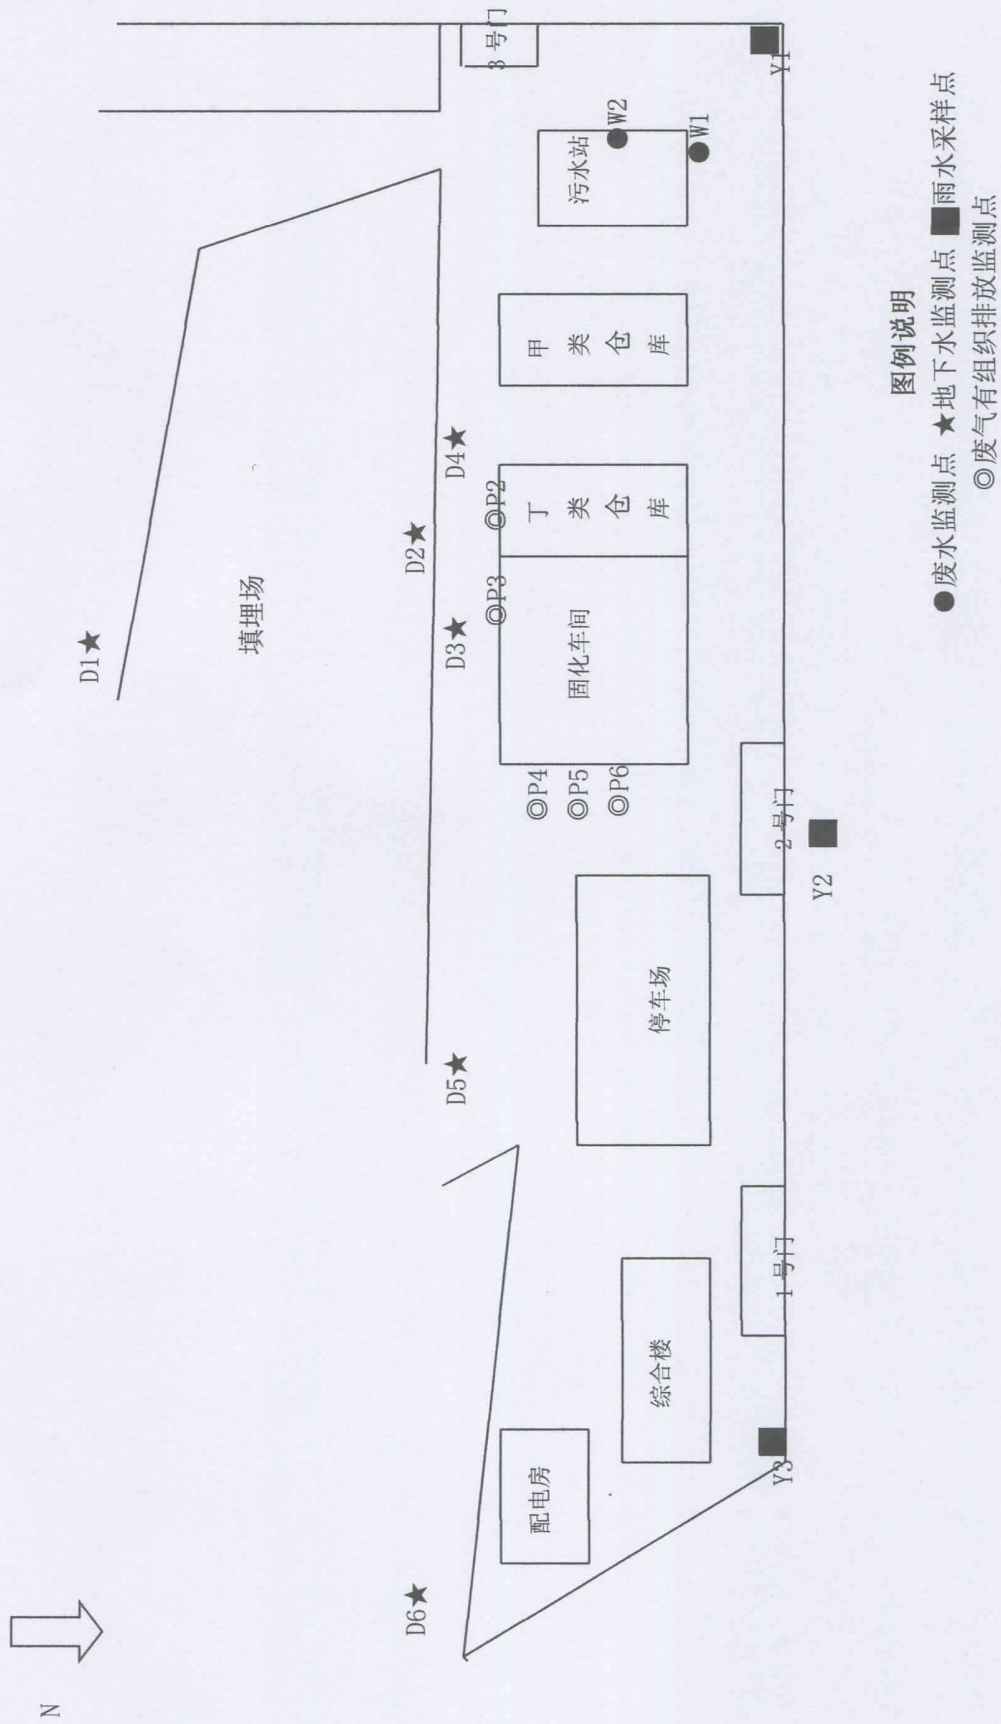 N
D1★
填埋场
D6★
D5★
D3★
D2★
D4★
3号门
配电房
综合楼
停车场
◎P4
◎P5
◎P6
◎P3
◎P2
固化车间
丁类仓库
甲类仓库
污水站
●W2
●W1
Y3
1号门
2号门
Y2
Y1
图例说明
●废水监测点 ★地下水监测点 ■雨水采样点
◎废气有组织排放监测点